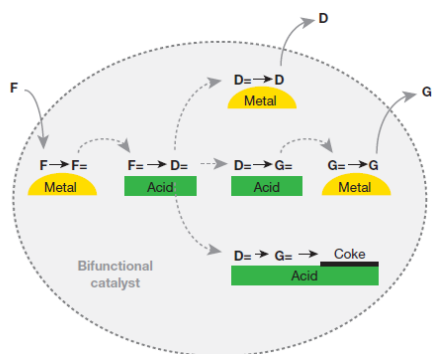 D
F
D= → D
Metal
G
F → F=
Metal
F= → D=
Acid
D= → G=
Acid
G= → G
Metal
D= → G= → Coke
Acid
Bifunctional
catalyst